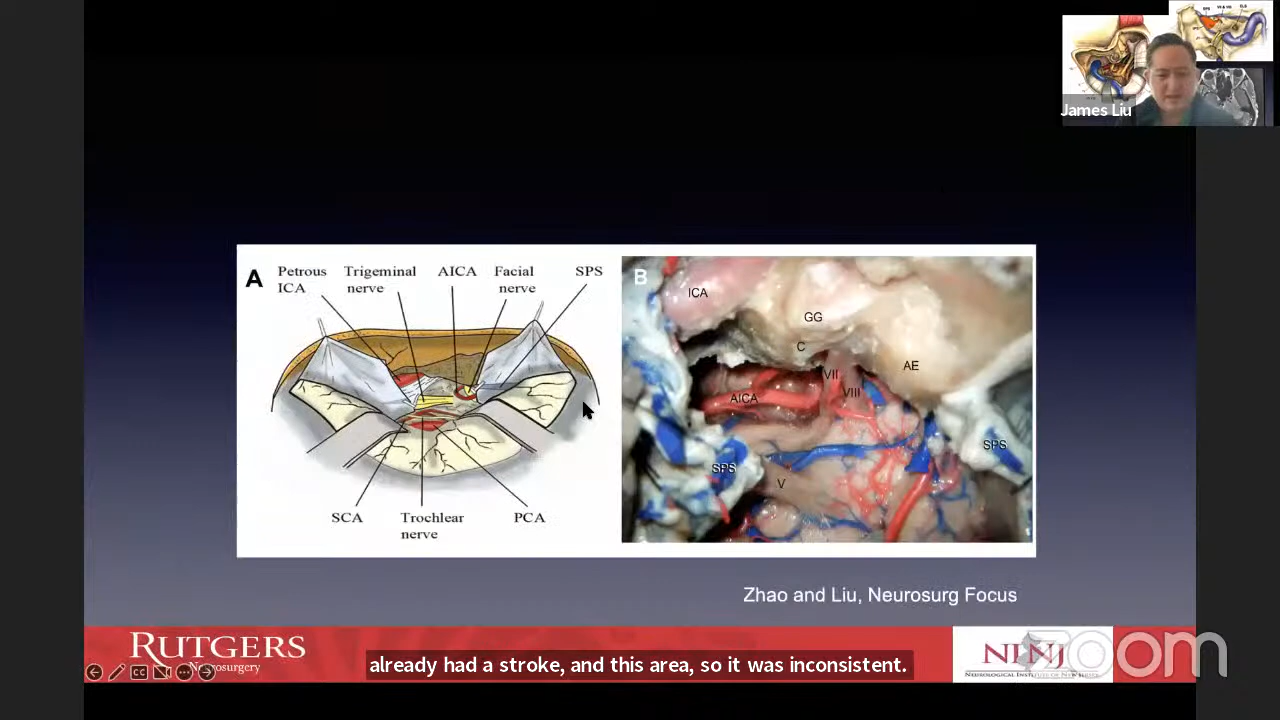 James Liu
A
Petrous
ICA
Trigeminal
nerve
AICA
Facial
nerve
SPS
SCA
Trochlear
nerve
PCA
B
ICA
GG
C
VII
VIII
AE
AICA
SPS
SPS
V
Zhao and Liu, Neurosurg Focus
RUTGERS
Neurosurgery
already had a stroke, and this area, so it was inconsistent.
NINJ
NEUROLOGICAL INSTITUTE OF NEW JERSEY
zoom